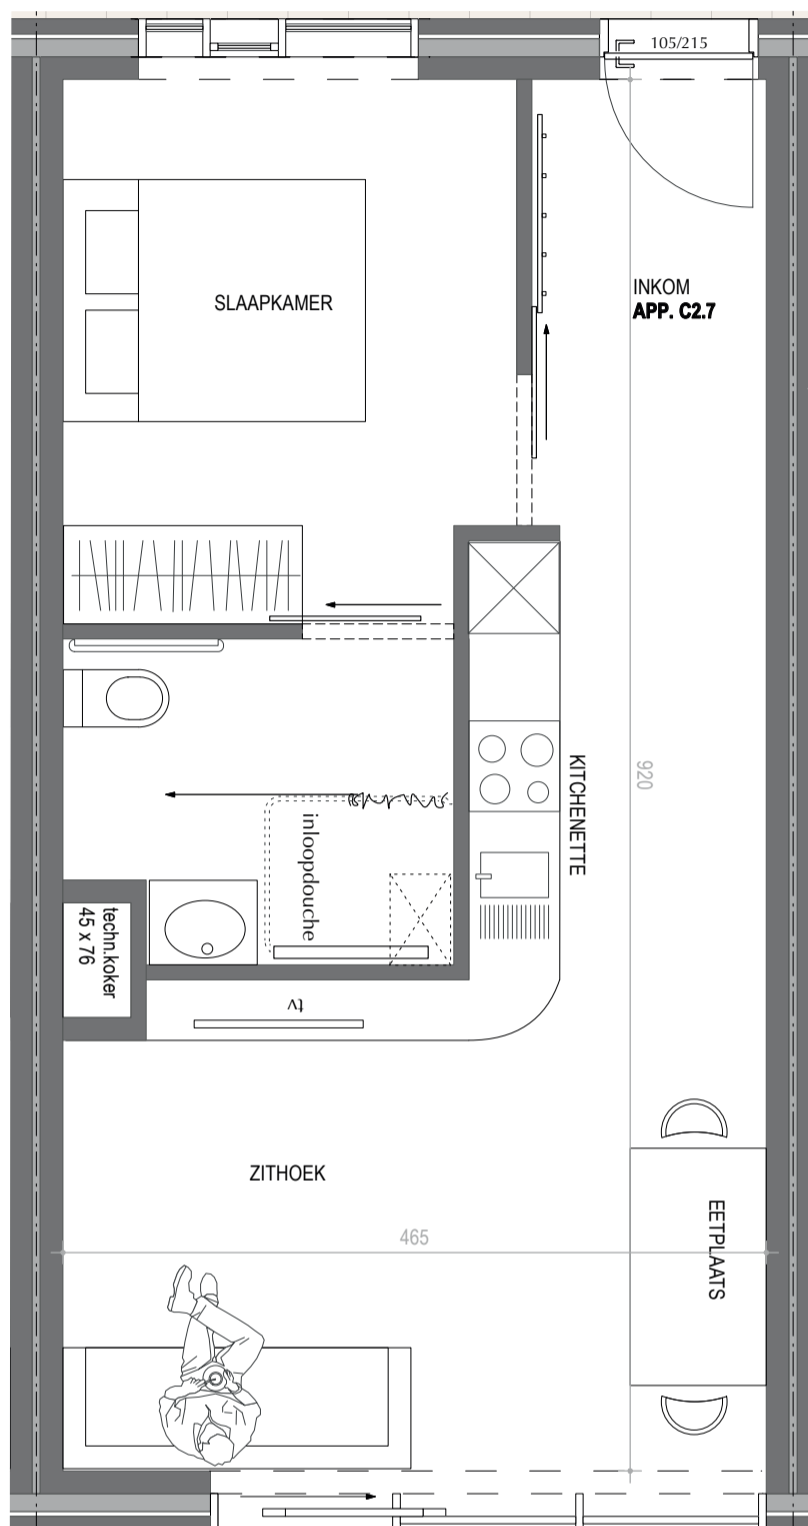 105/215
INKOM
APP. C2.7
SLAAPKAMER
920
KITCHENETTE
inloopdouche
techn.koker
45 x 76
tv
ZITHOEK
465
EETPLAATS